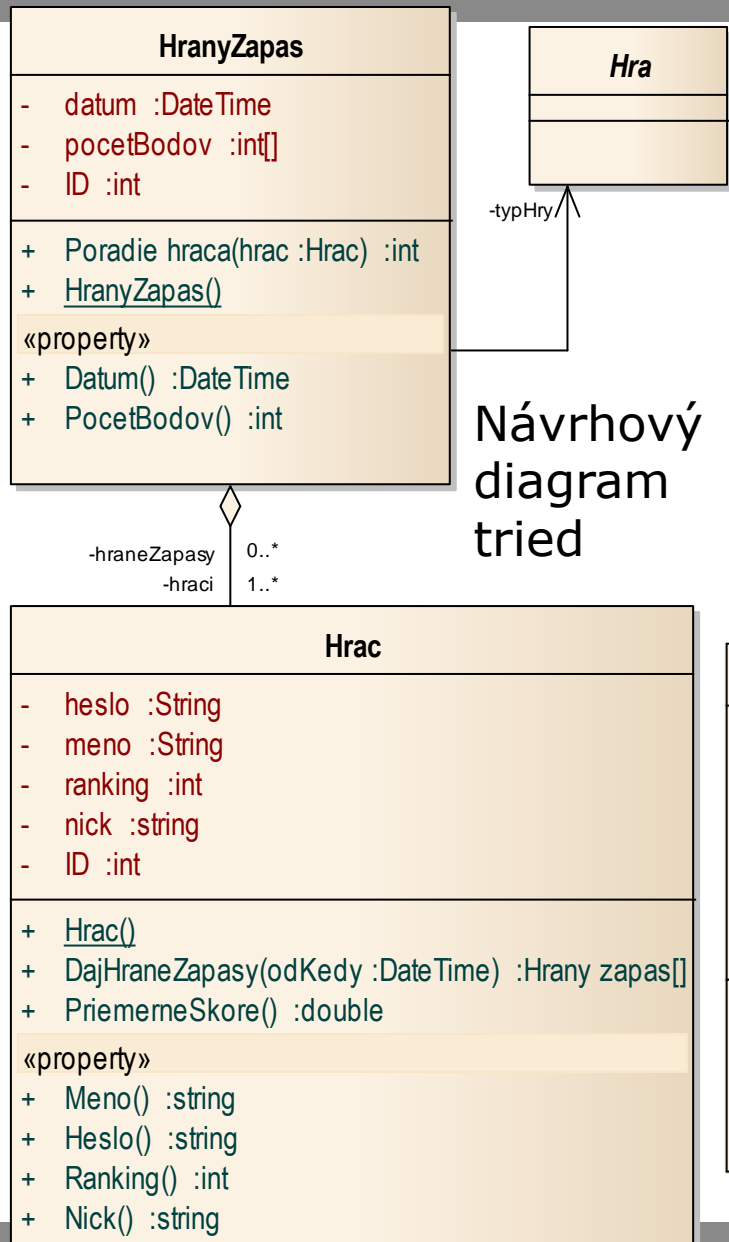 HranyZapas
- datum :DateTime
- pocetBodov :int[]
- ID :int
+ Poradie hraca(hrac :Hrac) :int
+ HranyZapas()
«property»
+ Datum() :DateTime
+ PocetBodov() :int
Hra
-typHry
Návrhový
diagram
tried
-hraneZapasy 0..*
-hraci 1..*
Hrac
- heslo :String
- meno :String
- ranking :int
- nick :string
- ID :int
+ Hrac()
+ DajHraneZapasy(odKedy :DateTime) :Hrany zapas[]
+ PriemerneSkore() :double
«property»
+ Meno() :string
+ Heslo() :string
+ Ranking() :int
+ Nick() :string